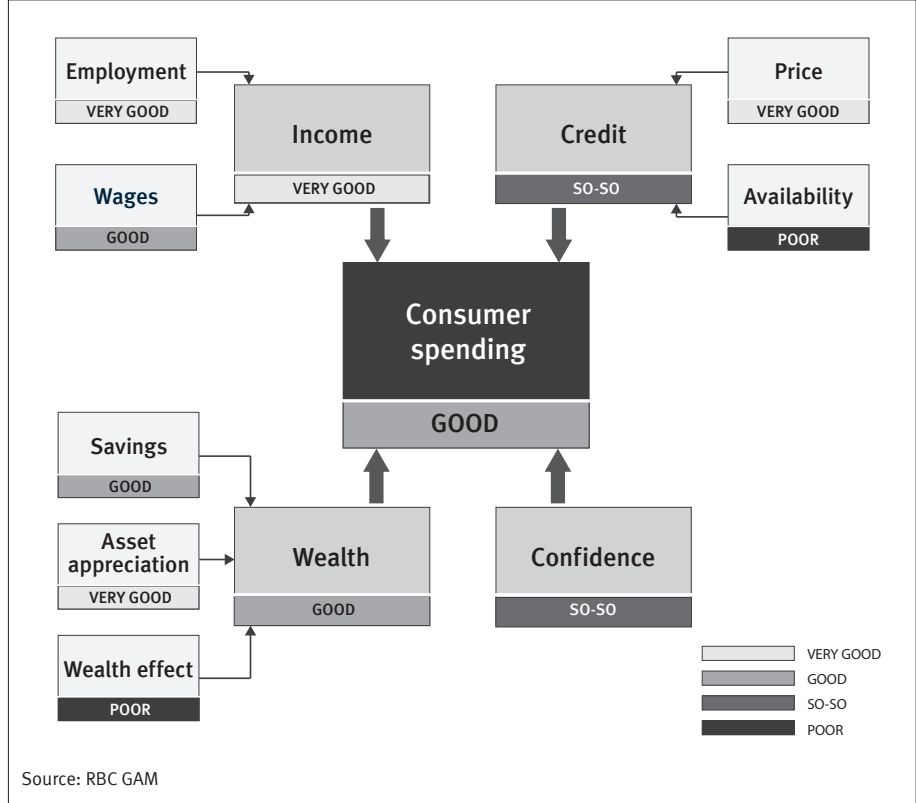 Employment
VERY GOOD
Income
VERY GOOD
Wages
GOOD
Price
VERY GOOD
Credit
SO-SO
Availability
POOR
Consumer
spending
GOOD
Savings
GOOD
Asset
appreciation
VERY GOOD
Wealth effect
POOR
Wealth
GOOD
Confidence
SO-SO
VERY GOOD
GOOD
SO-SO
POOR
Source: RBC GAM